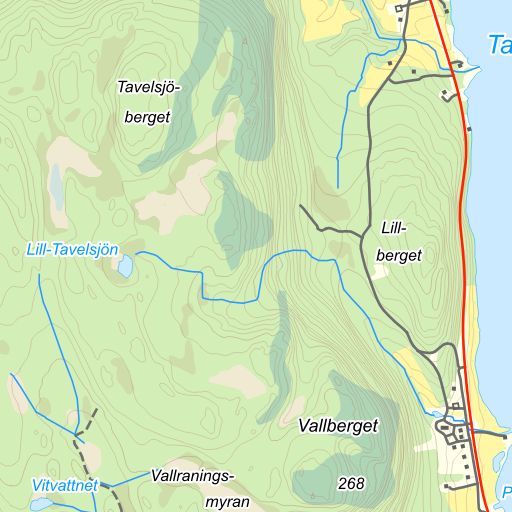 Ta
Tavelsjö-
berget
Lill-
berget
Lill-Tavelsjön
Vallberget
268
Vitvattnet
Vallranings-
myran
P